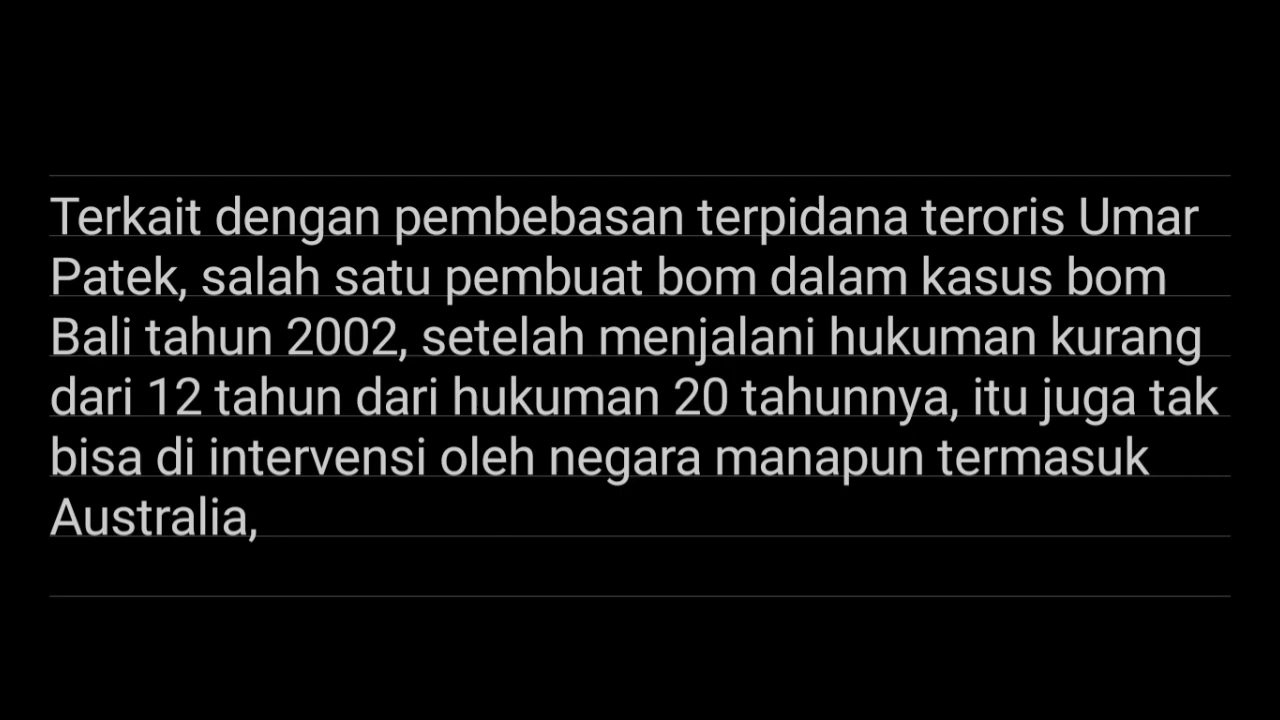 Terkait dengan pembebasan terpidana teroris Umar
Patek, salah satu pembuat bom dalam kasus bom
Bali tahun 2002, setelah menjalani hukuman kurang
dari 12 tahun dari hukuman 20 tahunnya, itu juga tak
bisa di intervensi oleh negara manapun termasuk
Australia,